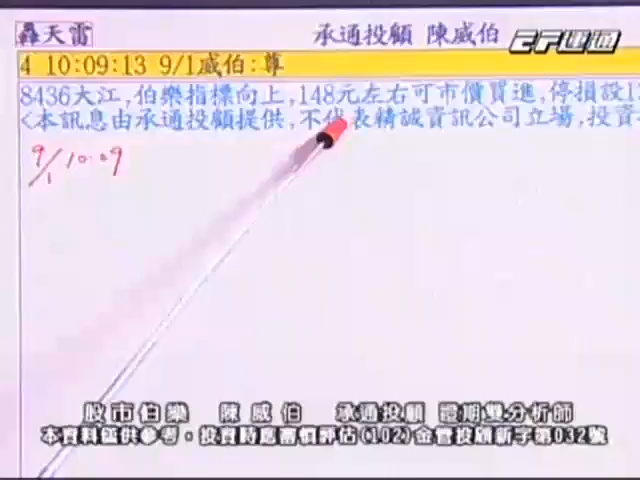 轟天雷
承通投顧 陳威伯
EF建通
4 10:09:13 9/1威伯:尊
8436大江,伯樂指標向上,148元左右可市價買進,停損設1
<本訊息由承通投顧提供,不代表精誠資訊公司立場,投資
9/1 10:09
股市伯樂 陳威伯 承通投顧 證期雙分析師
本資料僅供參考,投資時應審慎評估(102)金管投顧新字第032號